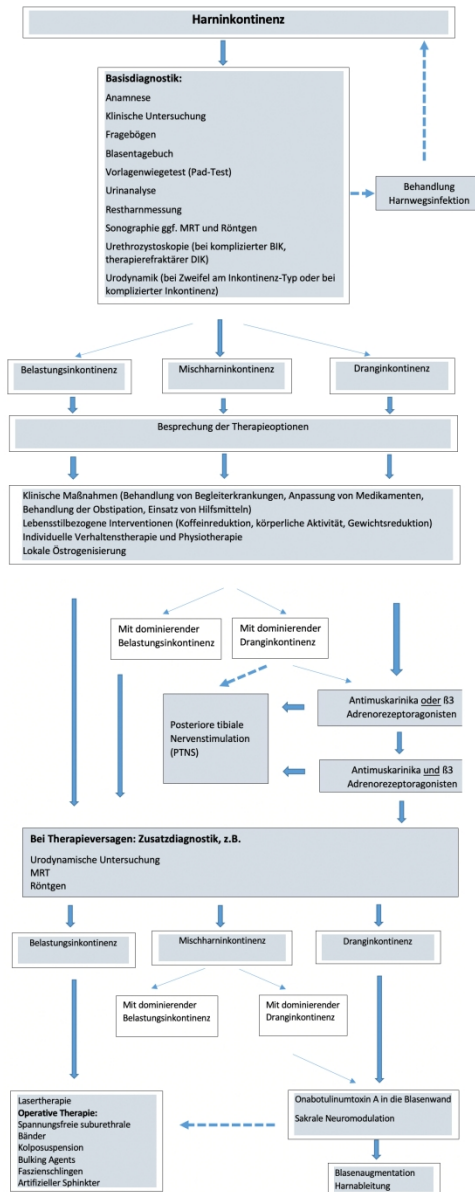 Harninkontinenz
Basisdiagnostik:
Anamnese
Klinische Untersuchung
Fragebögen
Blasentagebuch
Vorlagenwiegetest (Pad-Test)
Urinanalyse
Restharnmessung
Sonographie ggf. MRT und Röntgen
Urethrozystoskopie (bei komplizierter BIK,
therapierefraktärer DIK)
Urodynamik (bei Zweifel am Inkontinenz-Typ oder bei
komplizierter Inkontinenz)
Behandlung
Harnwegsinfektion
Belastungsinkontinenz
Mischharninkontinenz
Dranginkontinenz
Besprechung der Therapieoptionen
Klinische Maßnahmen (Behandlung von Begleiterkrankungen, Anpassung von Medikamenten,
Behandlung der Obstipation, Einsatz von Hilfsmitteln)
Lebensstilbezogene Interventionen (Koffeinreduktion, körperliche Aktivität, Gewichtsreduktion)
Individuelle Verhaltenstherapie und Physiotherapie
Lokale Östrogenisierung
Mit dominierender
Belastungsinkontinenz
Mit dominierender
Dranginkontinenz
Posteriore tibiale
Nervenstimulation
(PTNS)
Antimuskarinika oder ß3
Adrenorezeptoragonisten
Antimuskarinika und ß3
Adrenorezeptoragonisten
Bei Therapieversagen: Zusatzdiagnostik, z.B.
Urodynamische Untersuchung
MRT
Röntgen
Belastungsinkontinenz
Mischharninkontinenz
Dranginkontinenz
Mit dominierender
Belastungsinkontinenz
Mit dominierender
Dranginkontinenz
Lasertherapie
Operative Therapie:
Spannungsfreie suburethrale
Bänder
Kolposuspension
Bulking Agents
Faszienschlingen
Artifizieller Sphinkter
Onabotulinumtoxin A in die Blasenwand
Sakrale Neuromodulation
Blasenaugmentation
Harnableitung